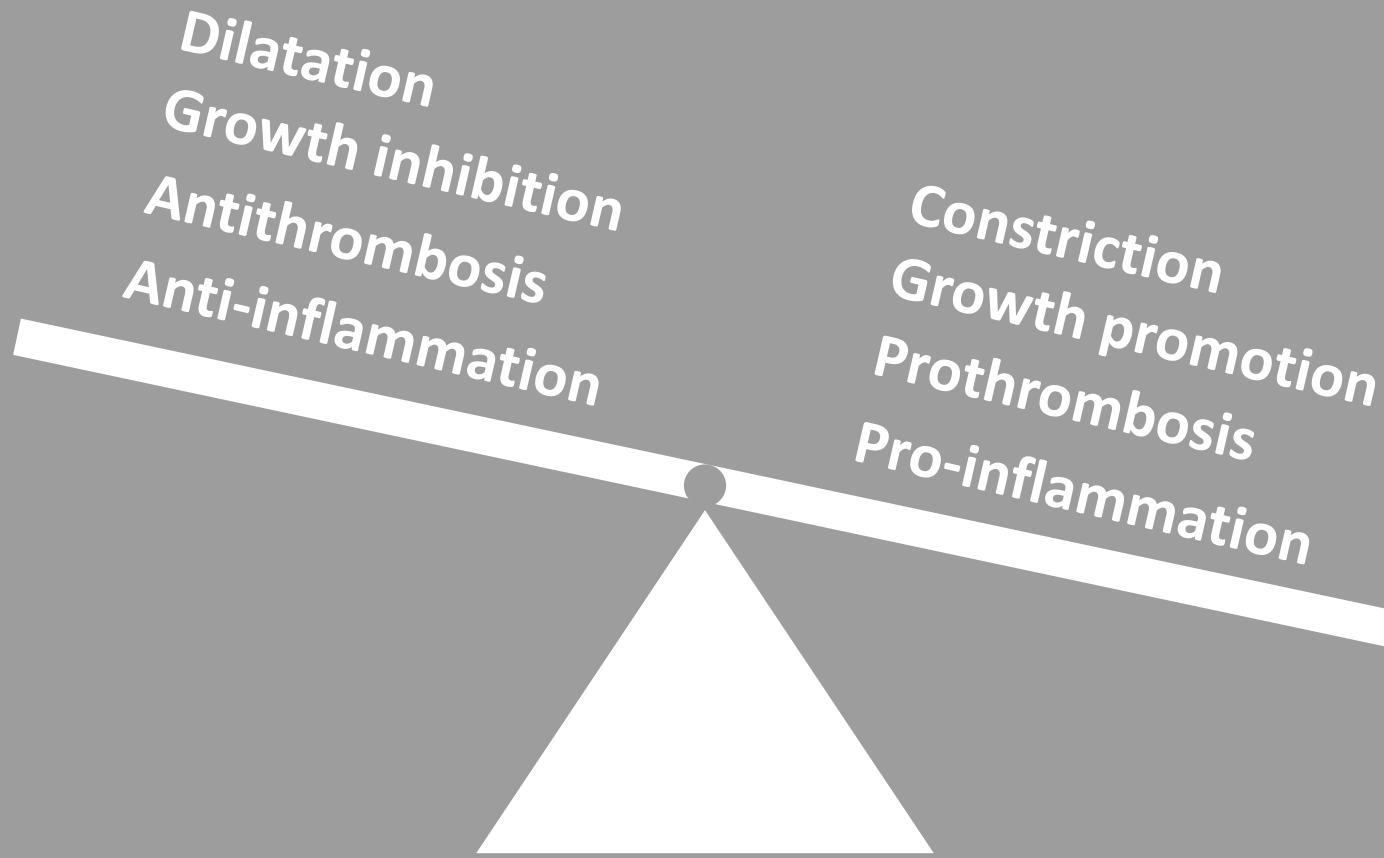 Dilatation
Growth inhibition
Antithrombosis
Anti-inflammation
Constriction
Growth promotion
Prothrombosis
Pro-inflammation